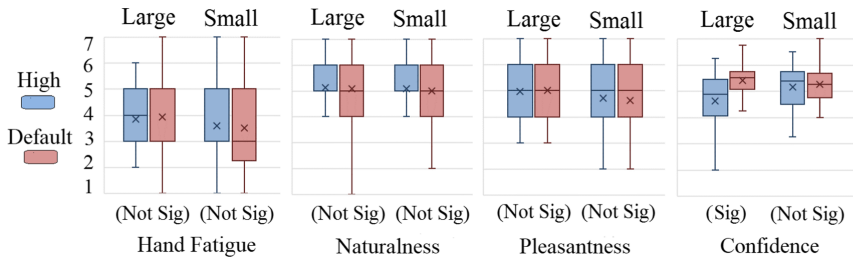 Large Small Large Small Large Small Large Small
7
6
5
4
3
2
1
High
Default
(Not Sig) (Not Sig) (Not Sig) (Not Sig) (Not Sig) (Not Sig) (Sig) (Not Sig)
Hand Fatigue Naturalness Pleasantness Confidence